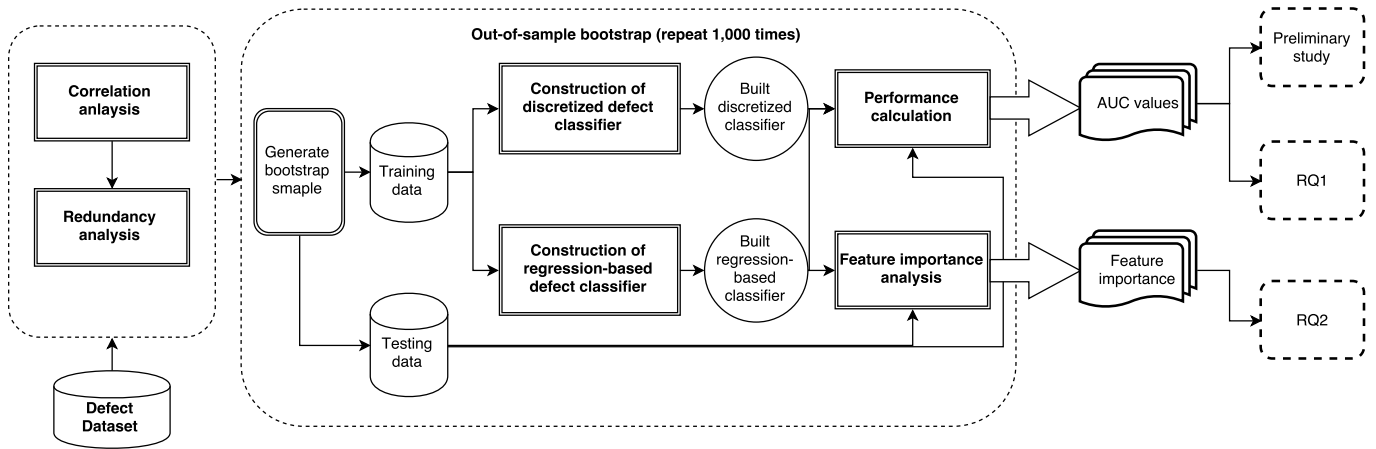 Out-of-sample bootstrap (repeat 1,000 times)
Correlation
anlaysis
Redundancy
analysis
Defect
Dataset
Generate
bootstrap
smaple
Training
data
Testing
data
Construction of
discretized defect
classifier
Construction of
regression-based
defect classifier
Built
discretized
classifier
Built
regression-
based
classifier
Performance
calculation
Feature importance
analysis
AUC values
Feature
importance
Preliminary
study
RQ1
RQ2